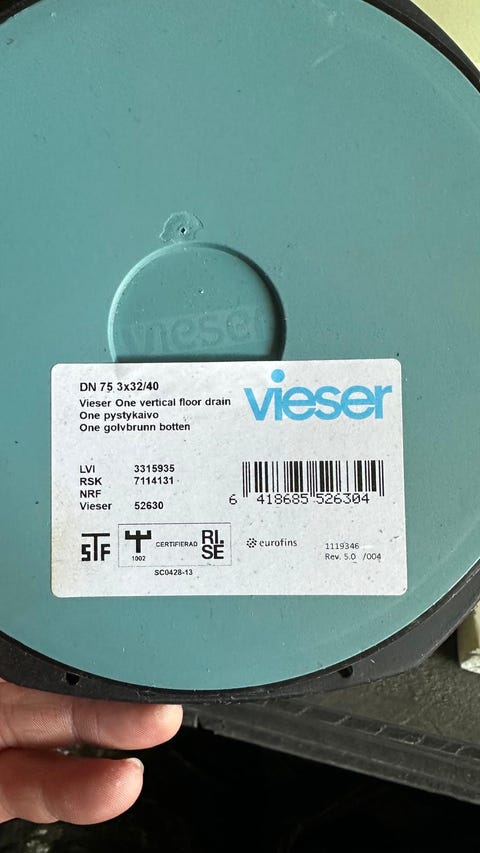 vieser
DN 75 3x32/40
Vieser One vertical floor drain
One pystykaivo
One golvbrunn botten
vieser
LVI 3315935
RSK 7114131
NRF
Vieser 52630
6 418685 526304
STF
1002
CERTIFIERAD
RI.
SE
SC0428-13
eurofins
1119346
Rev. 5.0 /004